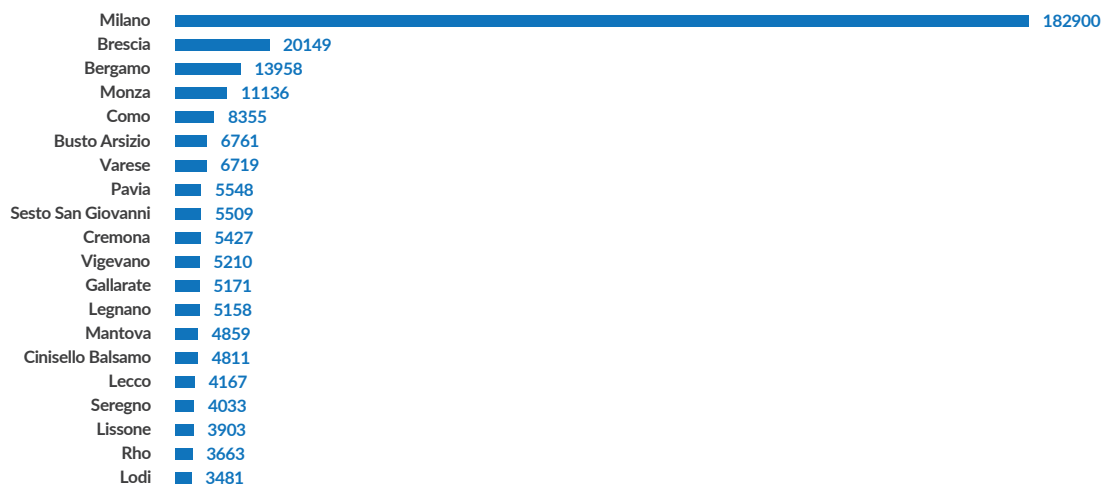 Milano 182900
Brescia 20149
Bergamo 13958
Monza 11136
Como 8355
Busto Arsizio 6761
Varese 6719
Pavia 5548
Sesto San Giovanni 5509
Cremona 5427
Vigevano 5210
Gallarate 5171
Legnano 5158
Mantova 4859
Cinisello Balsamo 4811
Lecco 4167
Seregno 4033
Lissone 3903
Rho 3663
Lodi 3481